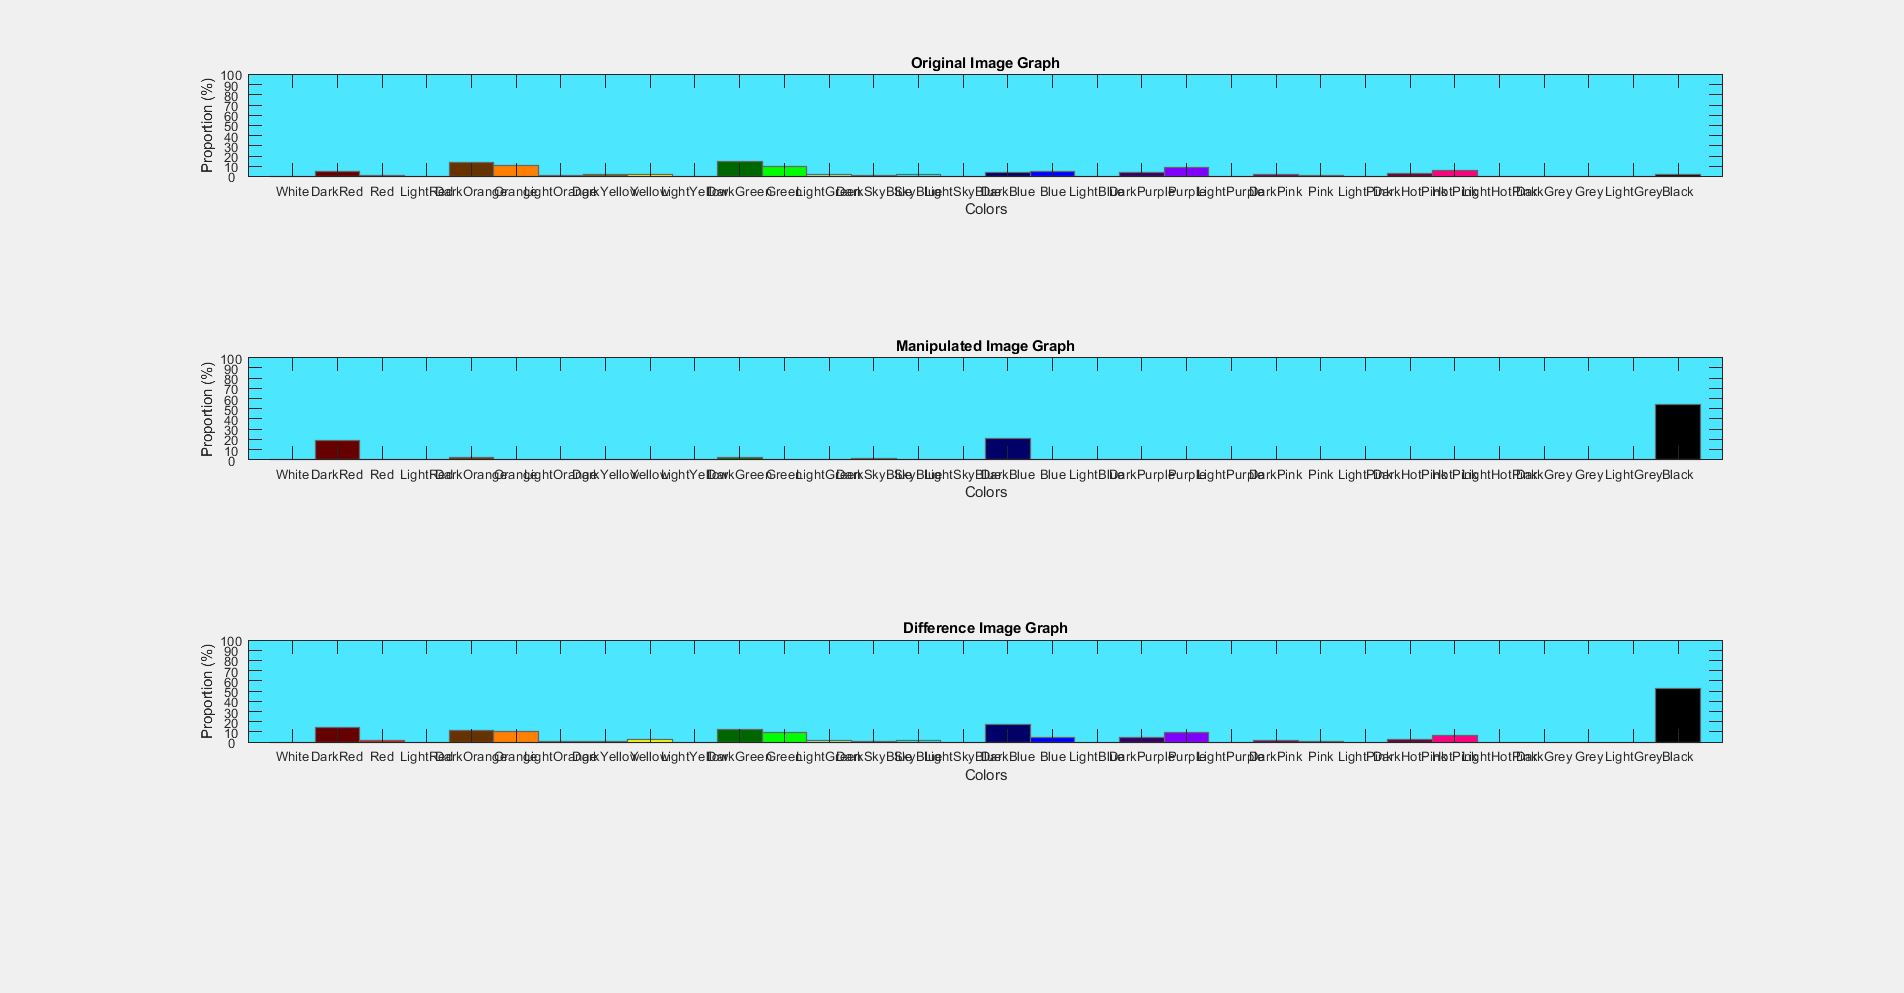 Original Image Graph
Proportion (%)
100
90
80
70
60
50
40
30
20
10
0
White DarkRed Red LightRed DarkOrange Orange LightOrange DarkYellow Yellow LightYellow DarkGreen Green LightGreen DarkSkyBlue SkyBlue LightSkyBlue DarkBlue Blue LightBlue DarkPurple Purple LightPurple DarkPink Pink LightPink DarkHotPink HotPink LightHotPink DarkGrey Grey LightGrey Black
Colors
Manipulated Image Graph
Proportion (%)
100
90
80
70
60
50
40
30
20
10
0
White DarkRed Red LightRed DarkOrange Orange LightOrange DarkYellow Yellow LightYellow DarkGreen Green LightGreen DarkSkyBlue SkyBlue LightSkyBlue DarkBlue Blue LightBlue DarkPurple Purple LightPurple DarkPink Pink LightPink DarkHotPink HotPink LightHotPink DarkGrey Grey LightGrey Black
Colors
Difference Image Graph
Proportion (%)
100
90
80
70
60
50
40
30
20
10
0
White DarkRed Red LightRed DarkOrange Orange LightOrange DarkYellow Yellow LightYellow DarkGreen Green LightGreen DarkSkyBlue SkyBlue LightSkyBlue DarkBlue Blue LightBlue DarkPurple Purple LightPurple DarkPink Pink LightPink DarkHotPink HotPink LightHotPink DarkGrey Grey LightGrey Black
Colors